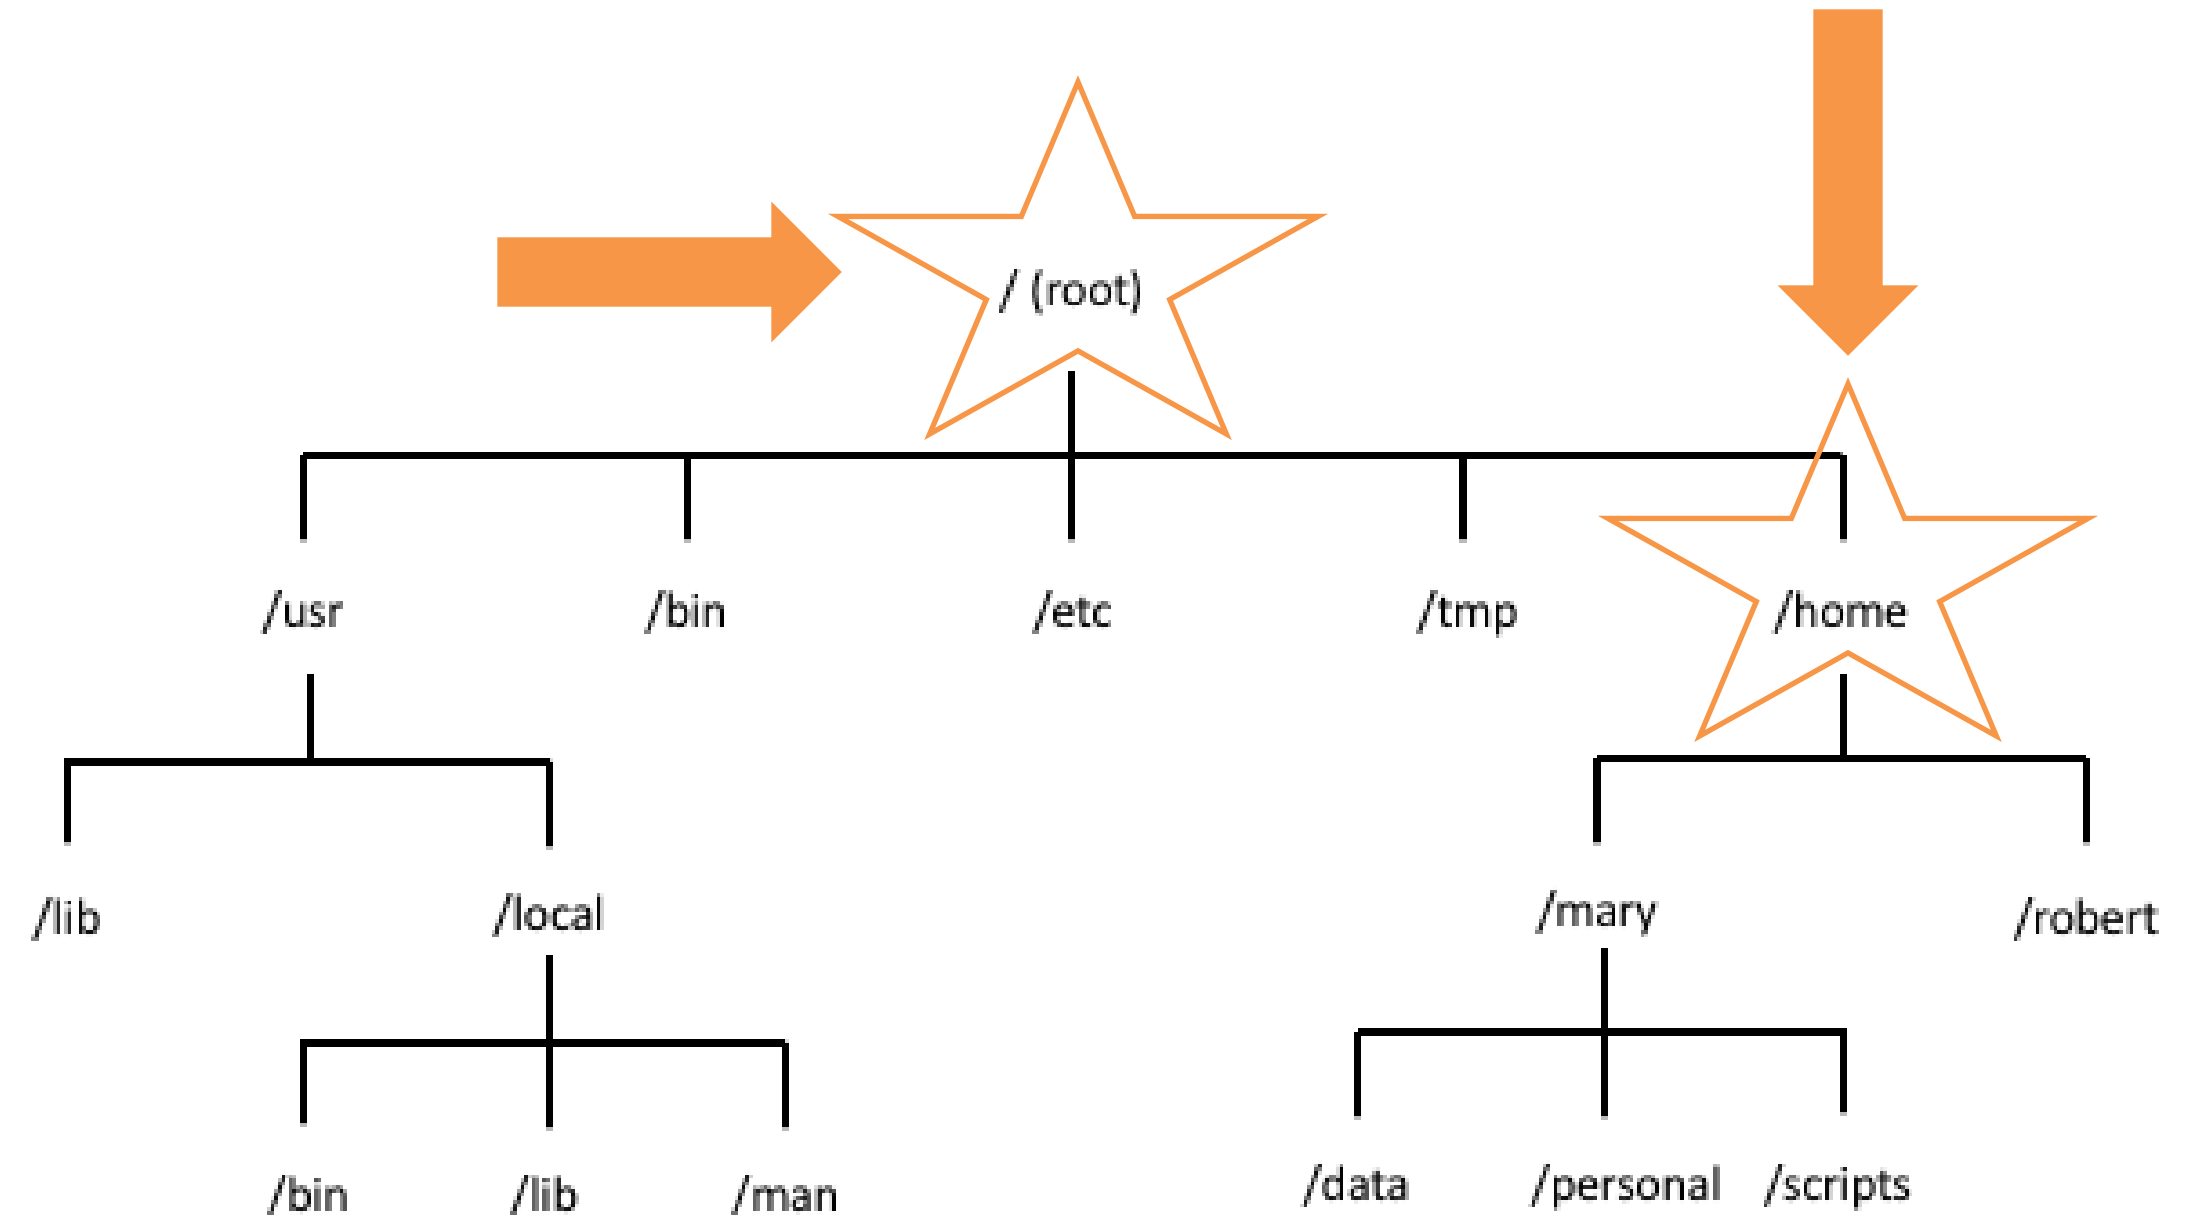 / (root)
/usr /bin /etc /tmp /home
/lib /local /mary /robert
/bin /lib /man /data /personal /scripts